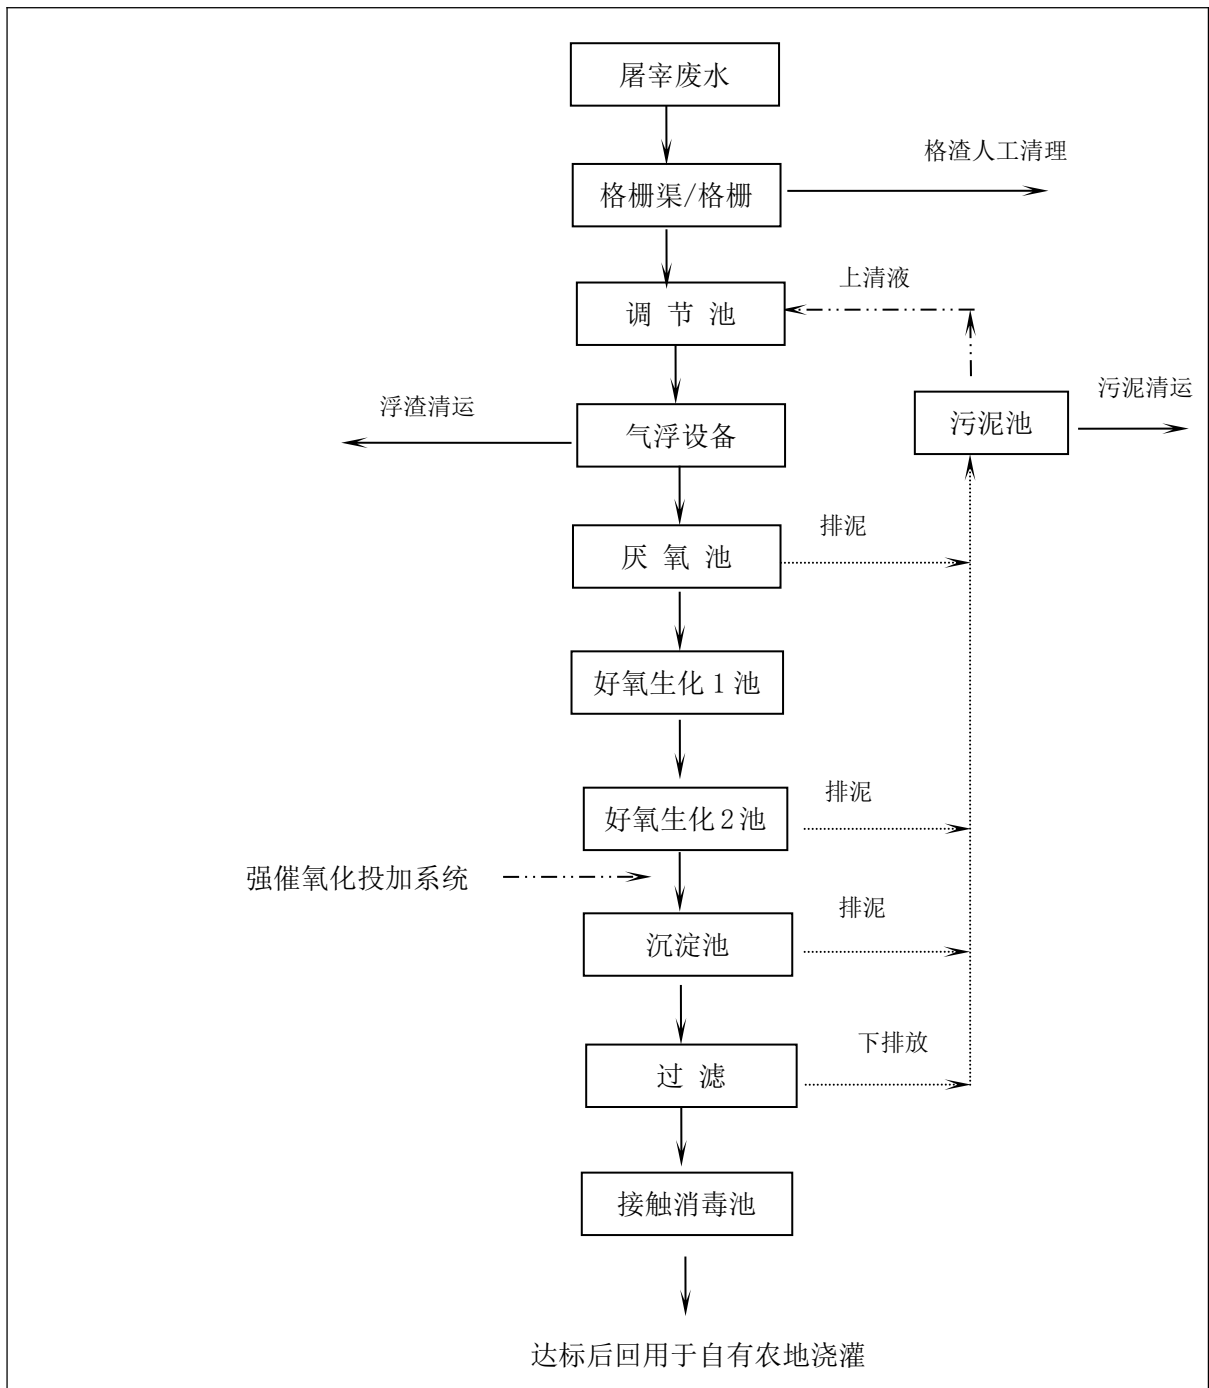 屠宰废水
格渣人工清理
格栅渠/格栅
上清液
调 节 池
污泥清运
浮渣清运
污泥池
气浮设备
排泥
厌 氧 池
好氧生化 1 池
排泥
好氧生化 2 池
强催氧化投加系统
排泥
沉淀池
下排放
过 滤
接触消毒池
达标后回用于自有农地浇灌